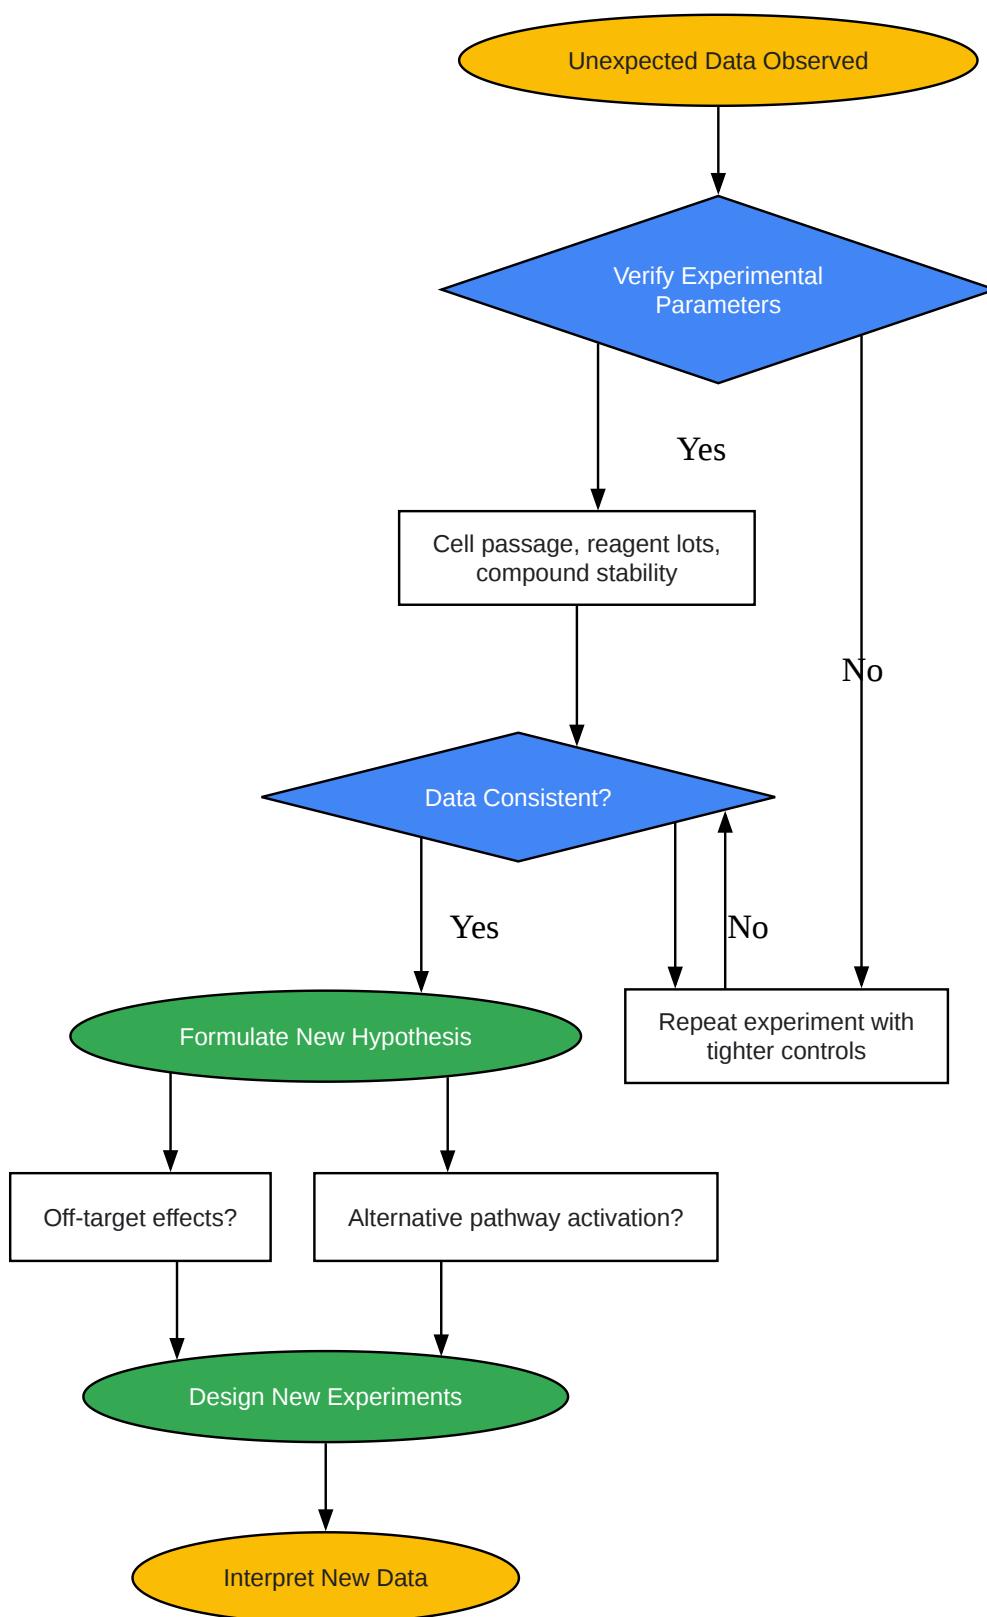 Unexpected Data Observed
Verify Experimental
Parameters
Yes
Cell passage, reagent lots,
compound stability
No
Data Consistent?
Yes
No
Repeat experiment with
tighter controls
Formulate New Hypothesis
Off-target effects?
Alternative pathway activation?
Design New Experiments
Interpret New Data